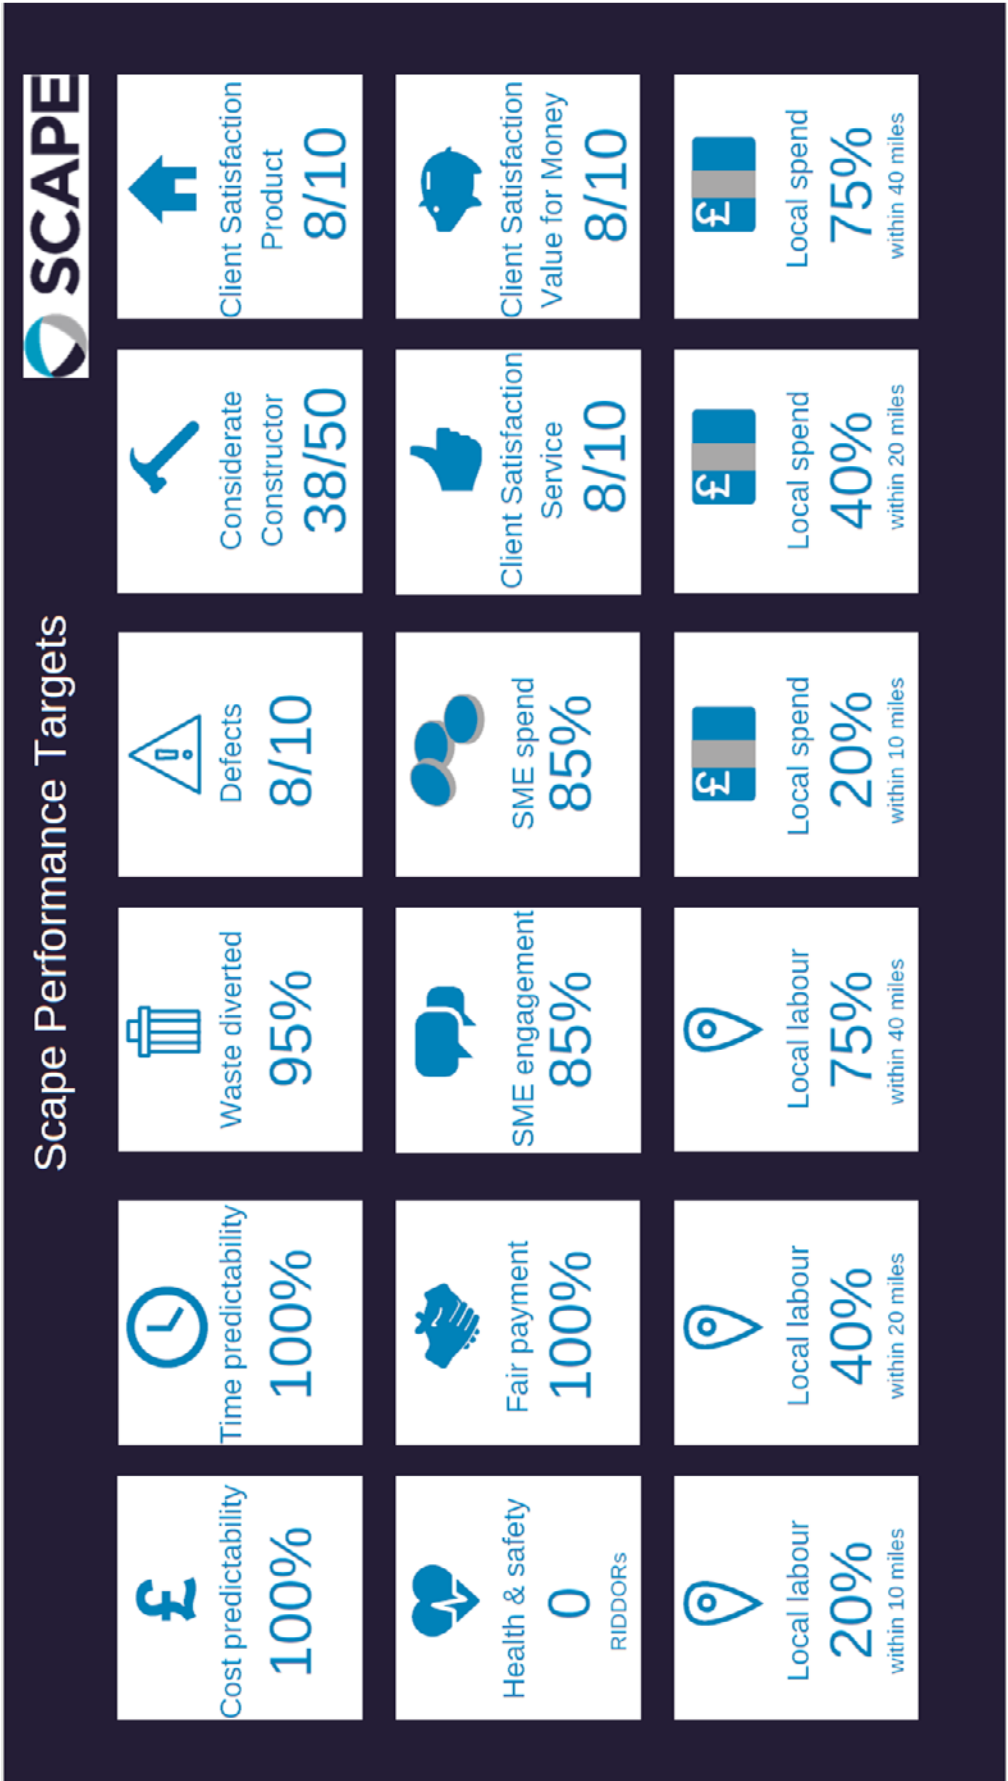 Scape Performance Targets
SCAPE
£
Cost predictability
100%
Time predictability
100%
Waste diverted
95%
Defects
8/10
Considerate
Constructor
38/50
Client Satisfaction
Product
8/10
Health & safety
0
RIDDORs
Fair payment
100%
SME engagement
85%
SME spend
85%
Client Satisfaction
Service
8/10
Client Satisfaction
Value for Money
8/10
Local labour
20%
within 10 miles
Local labour
40%
within 20 miles
Local labour
75%
within 40 miles
£
Local spend
20%
within 10 miles
£
Local spend
40%
within 20 miles
£
Local spend
75%
within 40 miles